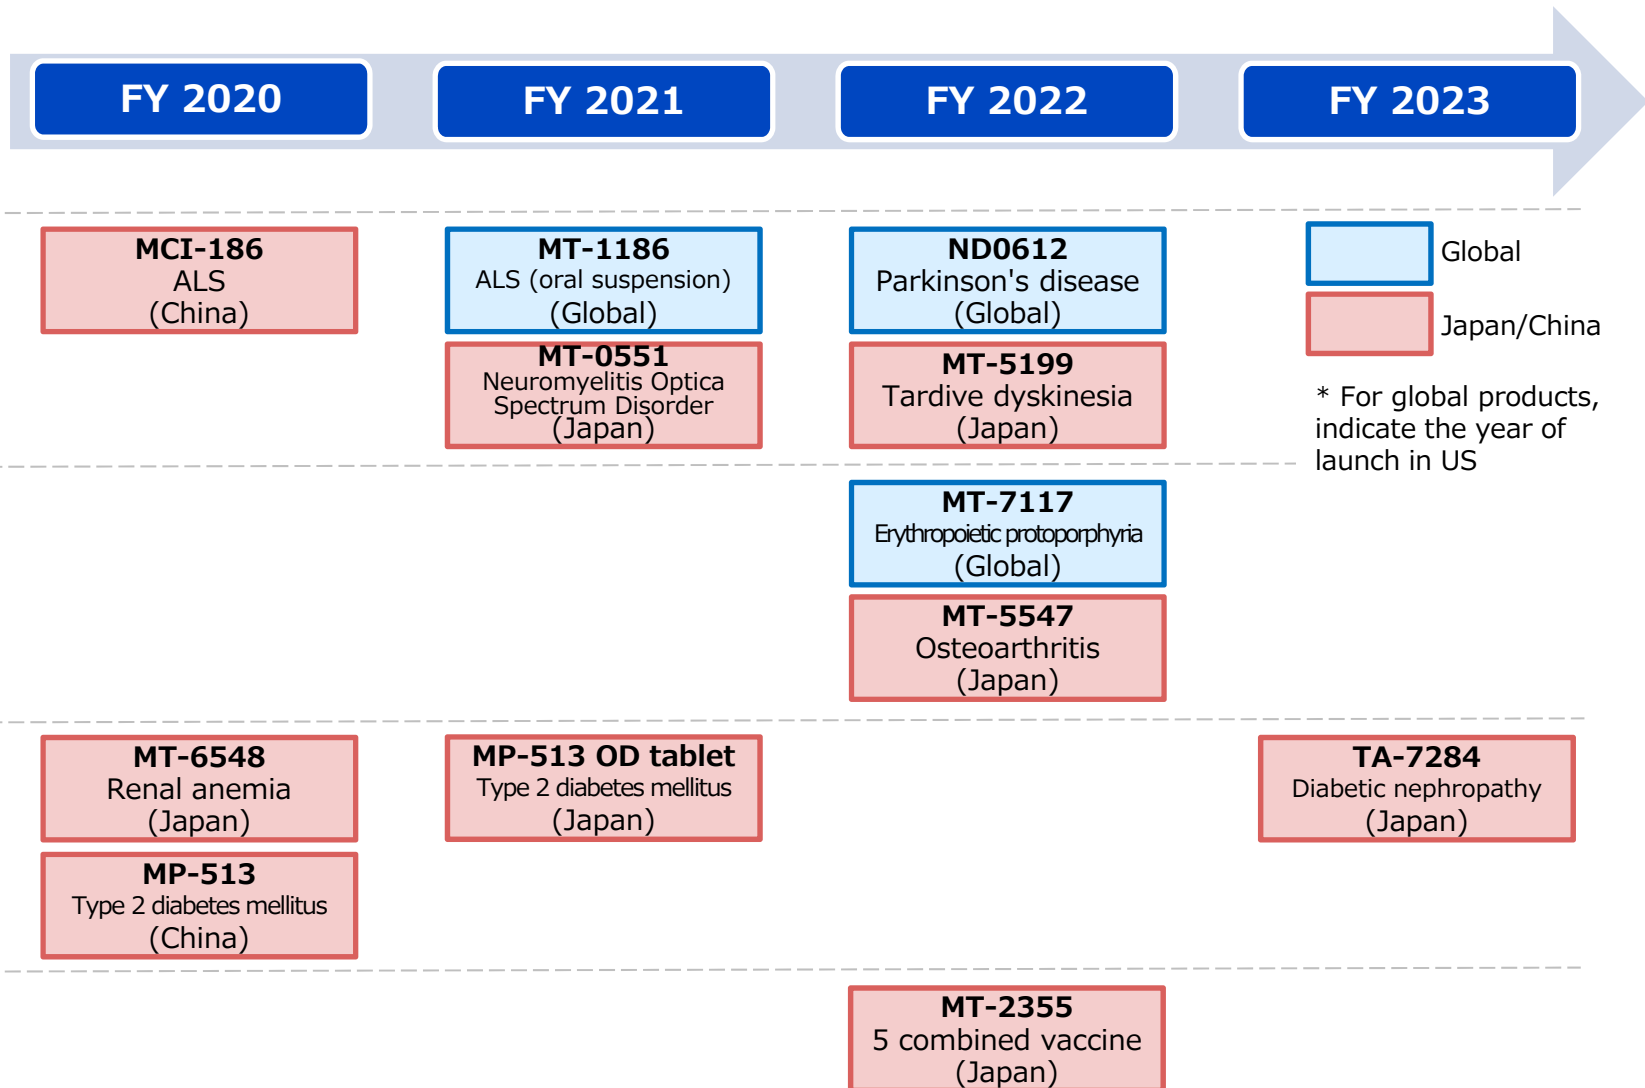 FY 2020
FY 2021
FY 2022
FY 2023
MCI-186
ALS
(China)
MT-1186
ALS (oral suspension)
(Global)
MT-0551
Neuromyelitis Optica
Spectrum Disorder
(Japan)
ND0612
Parkinson's disease
(Global)
MT-5199
Tardive dyskinesia
(Japan)
Global
Japan/China
* For global products,
indicate the year of
launch in US
MT-7117
Erythropoietic protoporphyria
(Global)
MT-5547
Osteoarthritis
(Japan)
MT-6548
Renal anemia
(Japan)
MP-513
Type 2 diabetes mellitus
(China)
MP-513 OD tablet
Type 2 diabetes mellitus
(Japan)
TA-7284
Diabetic nephropathy
(Japan)
MT-2355
5 combined vaccine
(Japan)